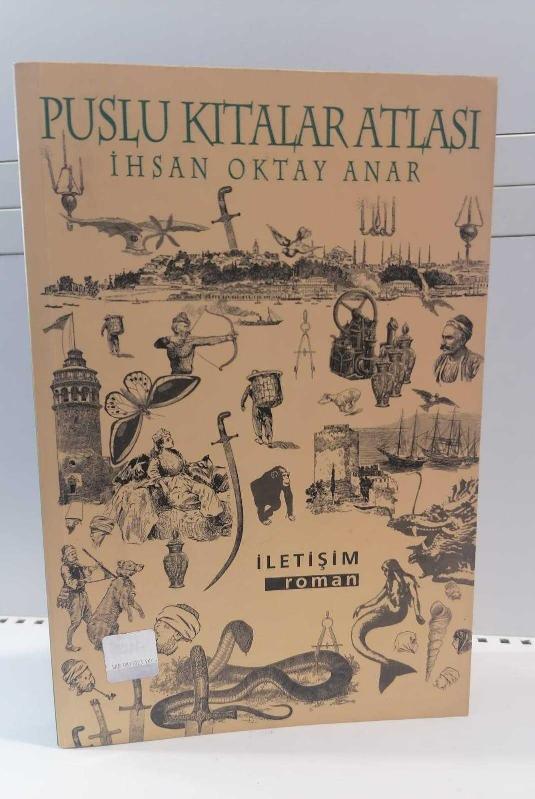 PUSLU KITALAR ATLASI
İHSAN OKTAY ANAR
İLETİŞİM
roman